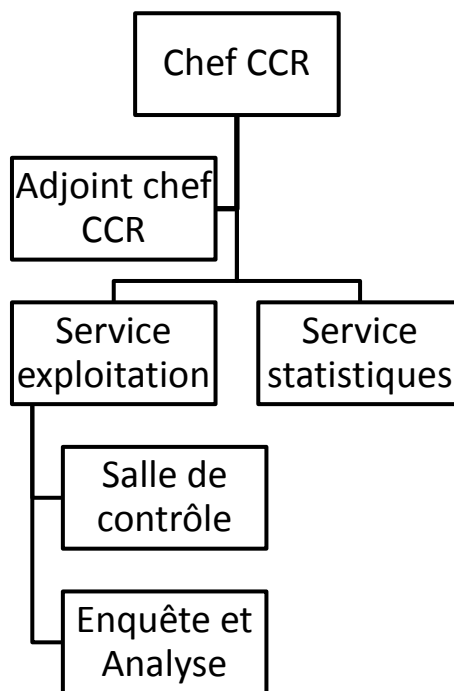 Chef CCR
Adjoint chef
CCR
Service
exploitation
Service
statistiques
Salle de
contrôle
Enquête et
Analyse